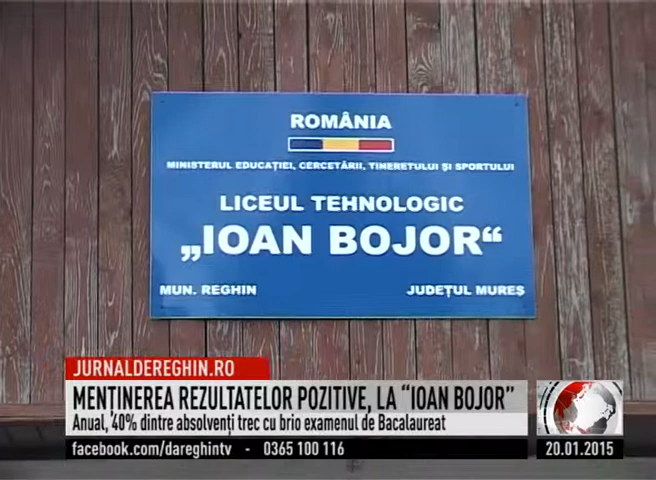 ROMÂNIA
MINISTERUL EDUCAȚIEI, CERCETĂRII, TINERETULUI ȘI SPORTULUI
LICEUL TEHNOLOGIC
„IOAN BOJOR“
MUN. REGHIN
JUDEȚUL MUREȘ
JURNALDEREGHIN.RO
MENȚINEREA REZULTATELOR POZITIVE, LA “IOAN BOJOR”
Anual, 40% dintre absolvenți trec cu brio examenul de Bacalaureat
facebook.com/dareghintv - 0365 100 116
20.01.2015